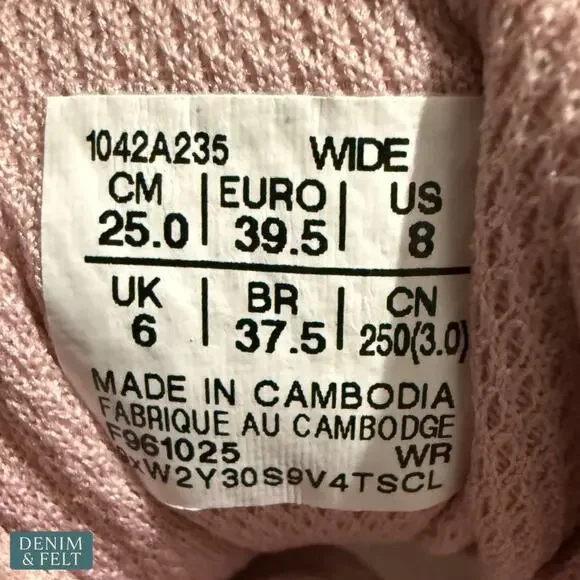 1042A235 WIDE
CM EURO US
25.0 39.5 8
UK BR CN
6 37.5 250(3.0)
MADE IN CAMBODIA
FABRIQUE AU CAMBODGE
F961025 WR
W2Y30S9V4TSCL
DENIM
& FELT